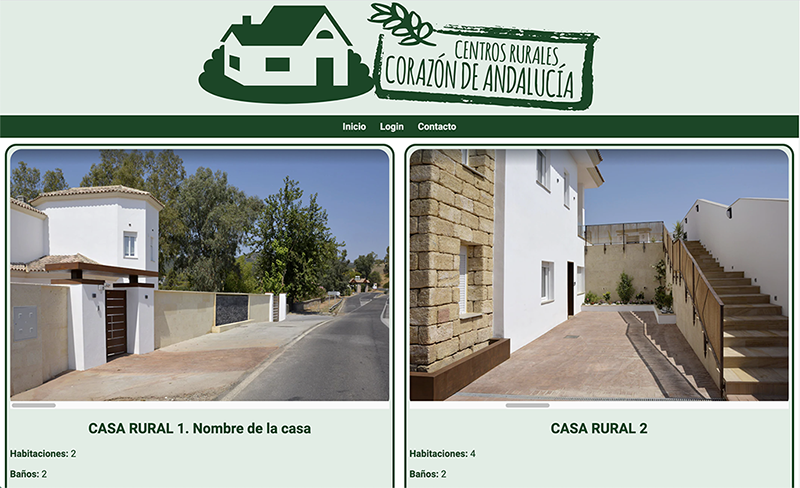 CENTROS RURALES
CORAZÓN DE ANDALUCÍA
Inicio Login Contacto
CASA RURAL 1. Nombre de la casa
Habitaciones: 2
Baños: 2
CASA RURAL 2
Habitaciones: 4
Baños: 2